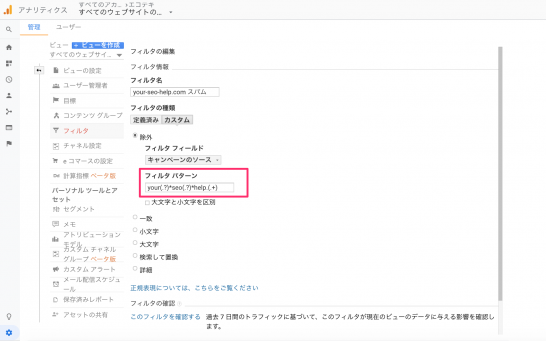 アナリティクス
すべてのアカ... >エコテキ
すべてのウェブサイトの...
管理 ユーザー
ビュー + ビューを作成
すべてのウェブサイ...
ビューの設定
ユーザー管理者
目標
コンテンツ グループ
フィルタ
チャネル設定
e コマースの設定
計算指標 ベータ版
パーソナル ツールとア
セット
セグメント
メモ
アトリビューション
モデル
カスタム チャネル
グループ ベータ版
カスタム アラート
メール配信スケジュ
ール
保存済みレポート
アセットの共有
フィルタの編集
フィルタ情報
フィルタ名
your-seo-help.com スパム
フィルタの種類
定義済み カスタム
除外
フィルタ フィールド
キャンペーンのソース
フィルタ パターン
your(.?)*seo(.?)*help.(.+)
大文字と小文字を区別
一致
小文字
大文字
検索して置換
詳細
正規表現については、こちらをご覧ください
フィルタの確認
このフィルタを確認する 過去 7 日間のトラフィックに基づいて、このフィルタが現在のビューのデータに与える影響を確認し
ます。